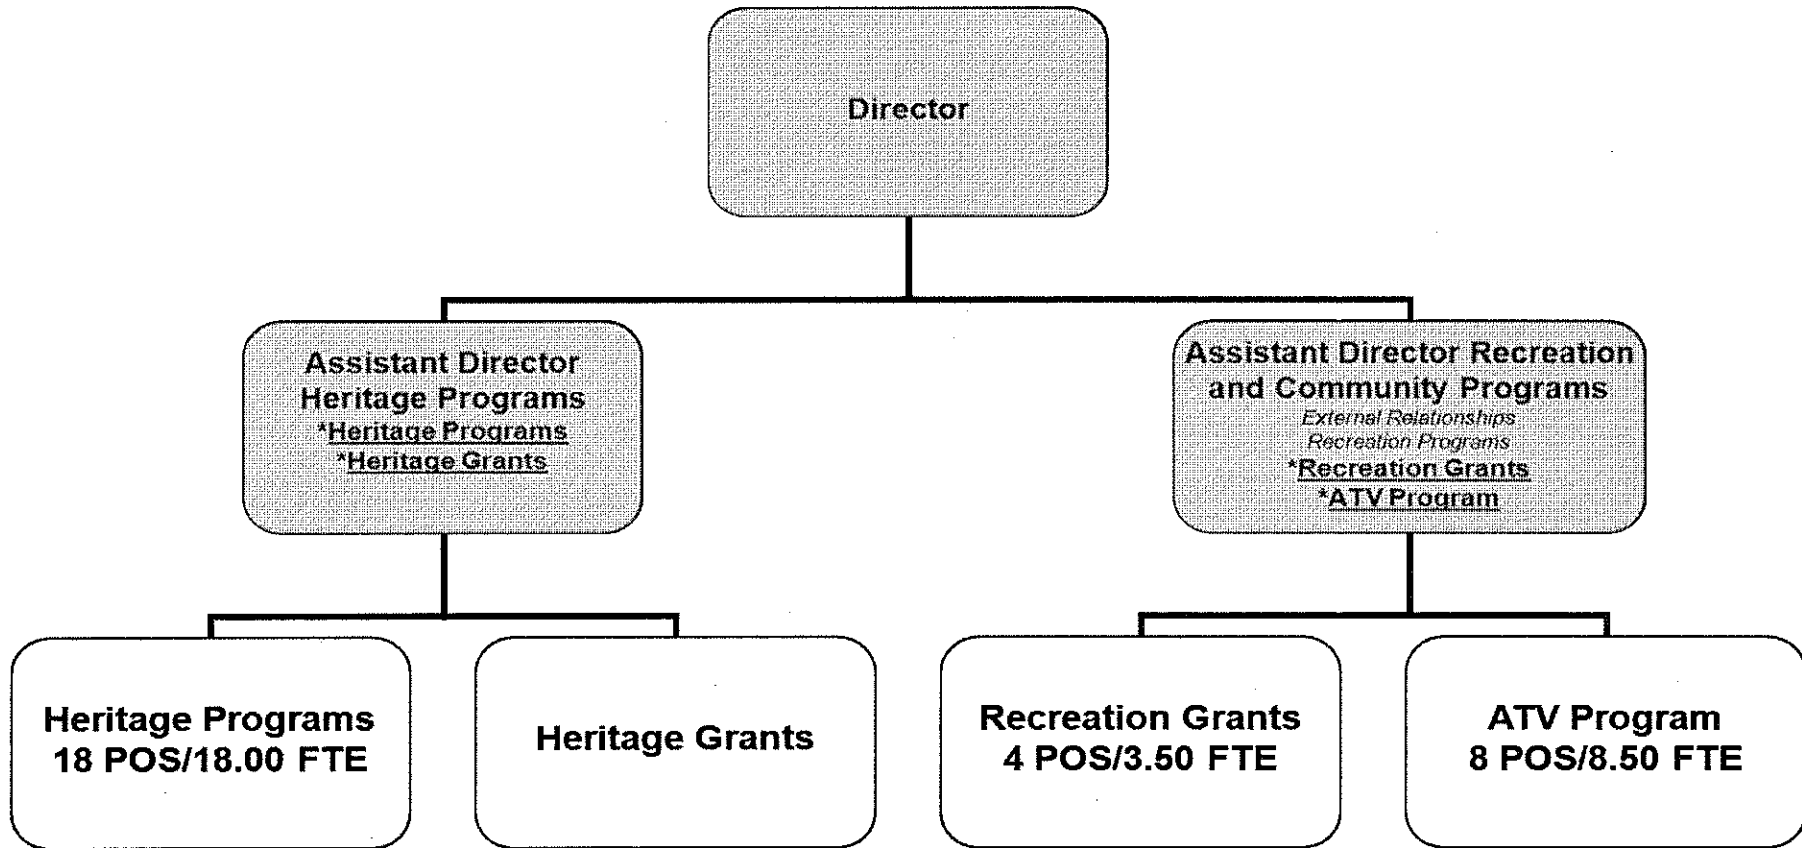 Director
Assistant Director
Heritage Programs
*Heritage Programs
*Heritage Grants
Assistant Director Recreation
and Community Programs
External Relationships
Recreation Programs
*Recreation Grants
*ATV Program
Heritage Programs
18 POS/18.00 FTE
Heritage Grants
Recreation Grants
4 POS/3.50 FTE
ATV Program
8 POS/8.50 FTE